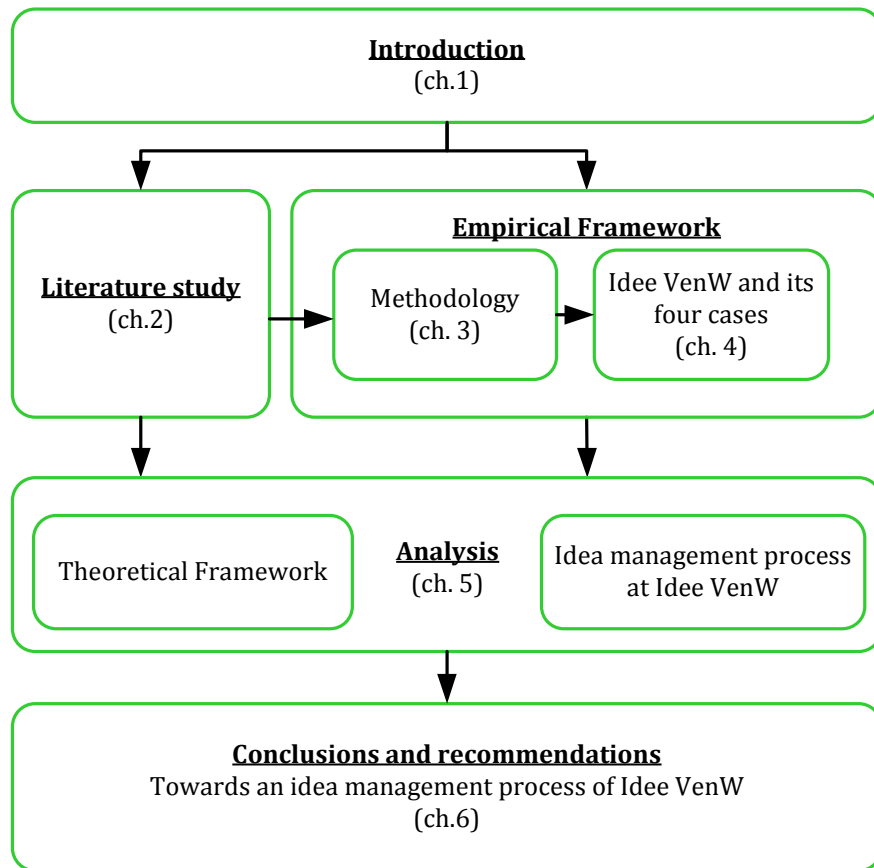 Introduction
(ch.1)
Literature study
(ch.2)
Empirical Framework
Methodology
(ch. 3)
Idee VenW and its
four cases
(ch. 4)
Theoretical Framework
Analysis
(ch. 5)
Idea management process
at Idee VenW
Conclusions and recommendations
Towards an idea management process of Idee VenW
(ch.6)